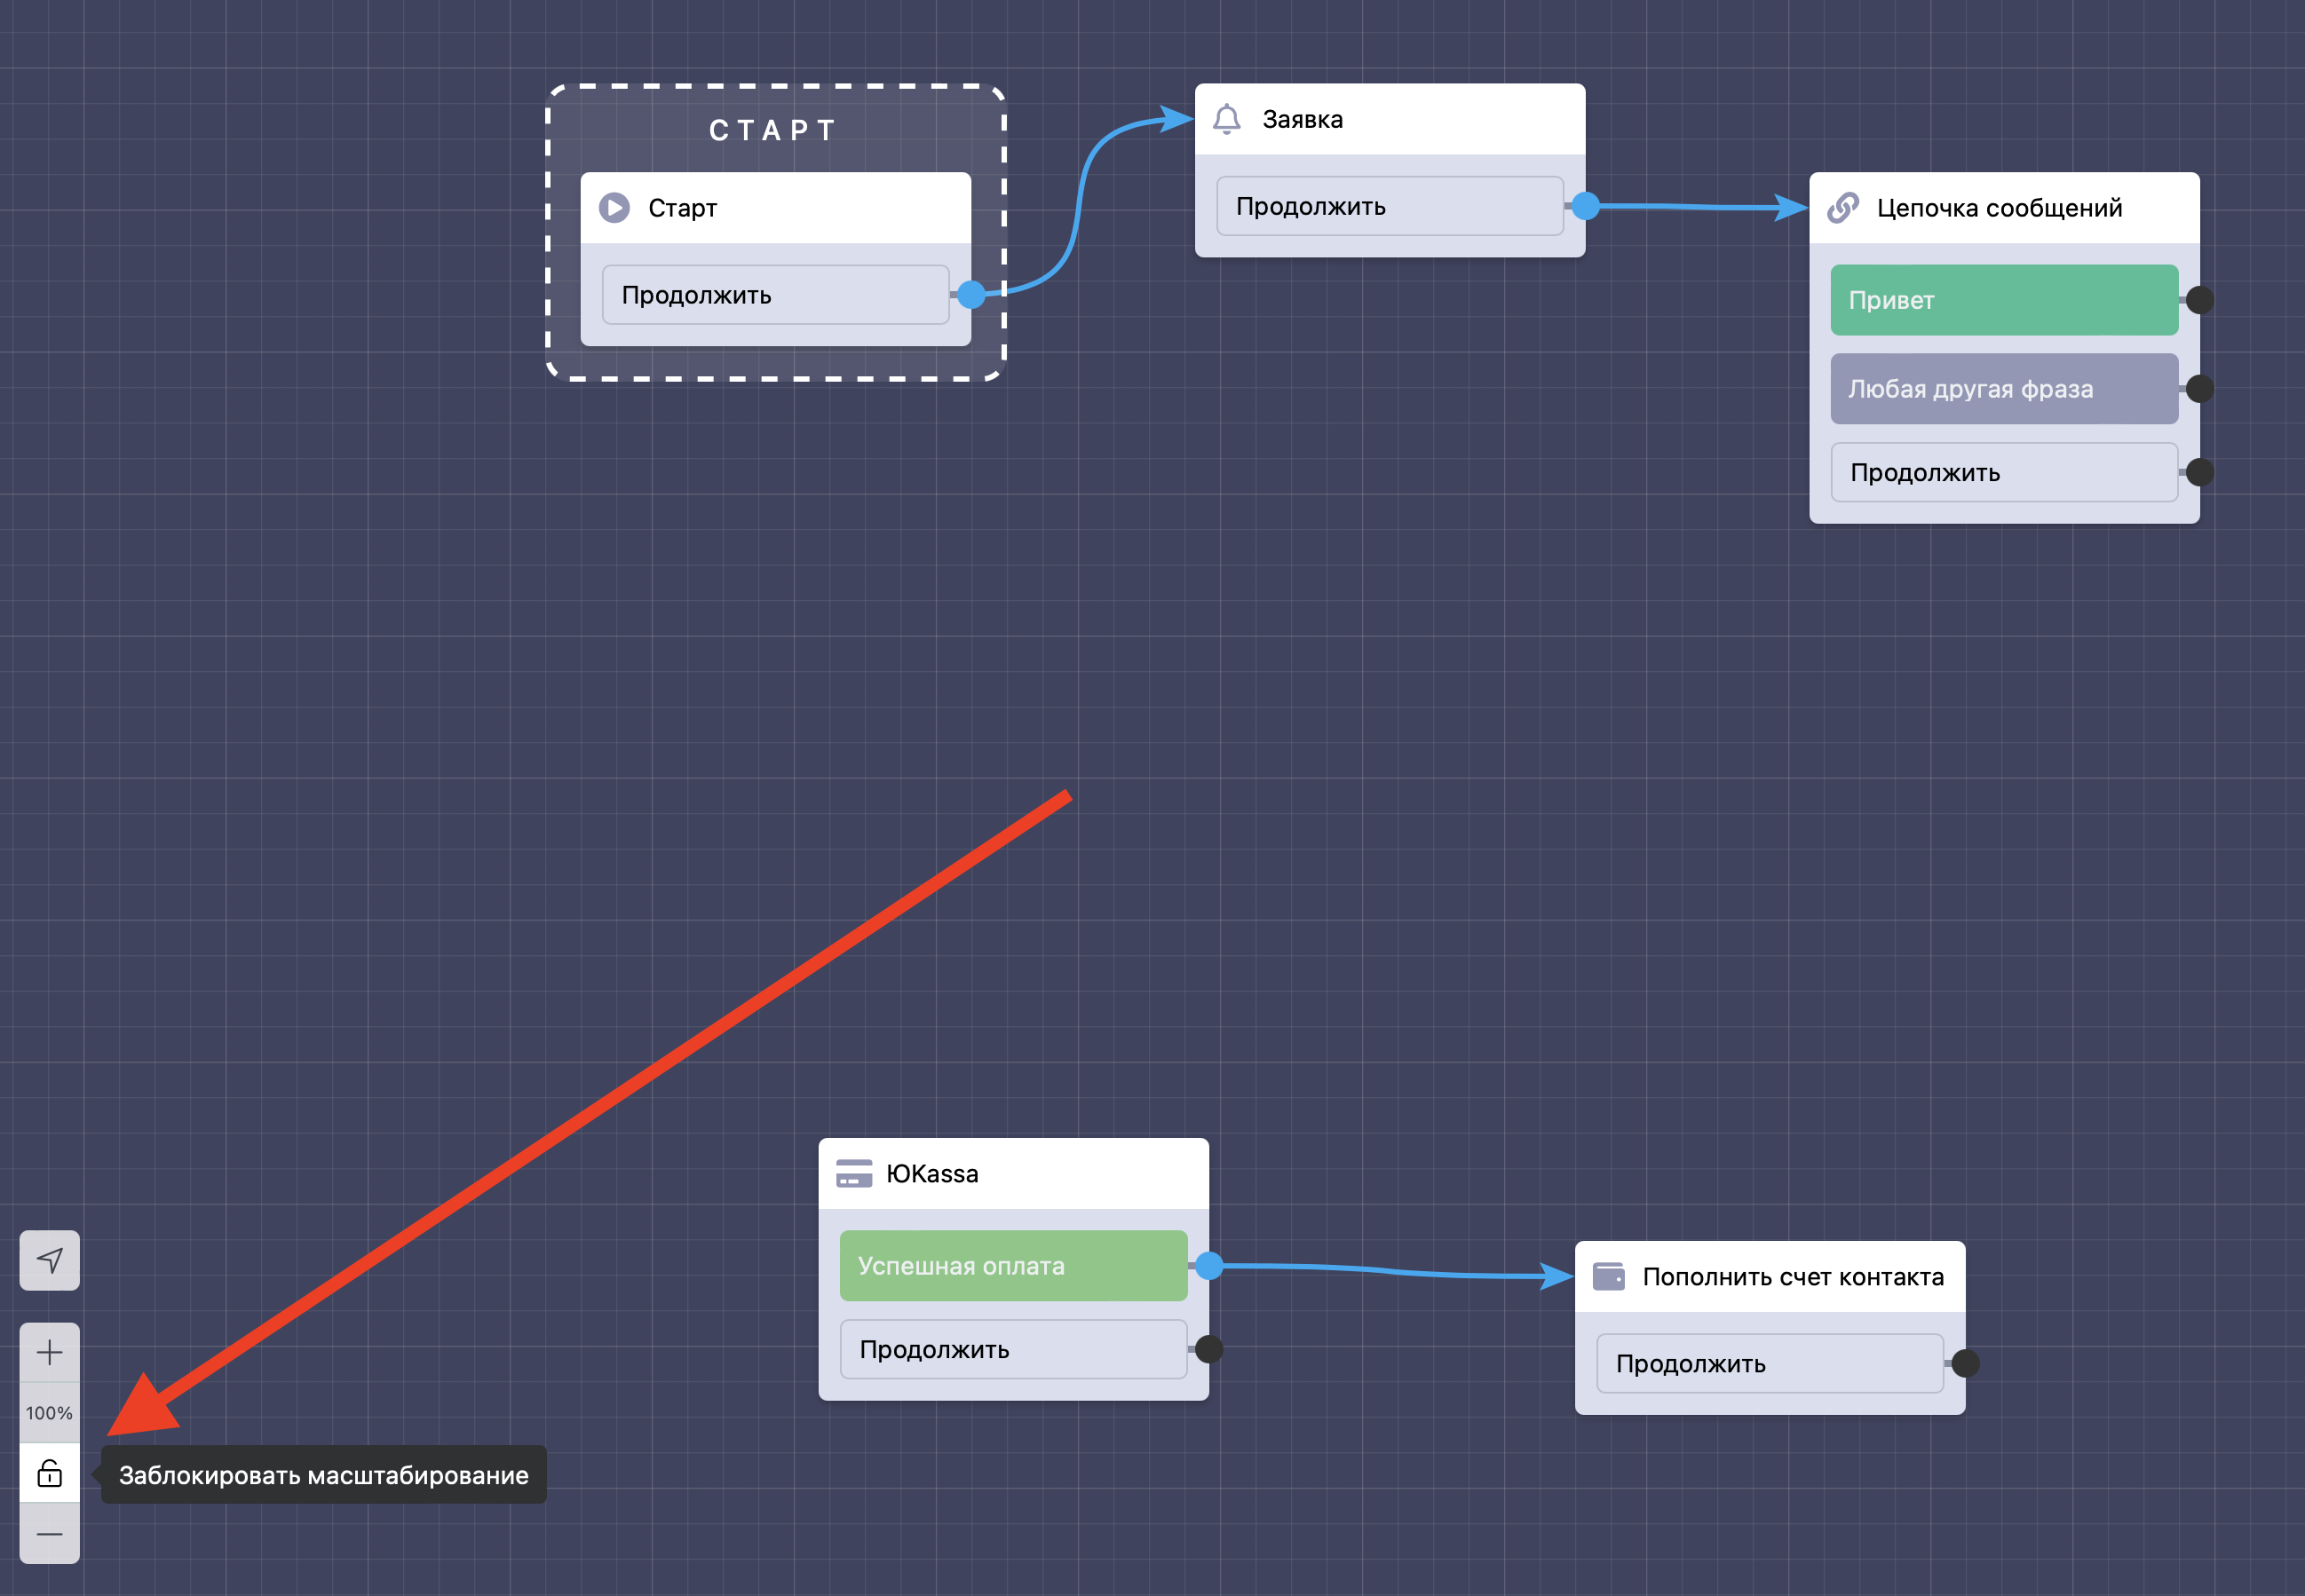 СТАРТ
Старт
Продолжить
Заявка
Продолжить
Цепочка сообщений
Привет
Любая другая фраза
Продолжить
ЮKassa
Успешная оплата
Продолжить
Пополнить счет контакта
Продолжить
100%
Заблокировать масштабирование